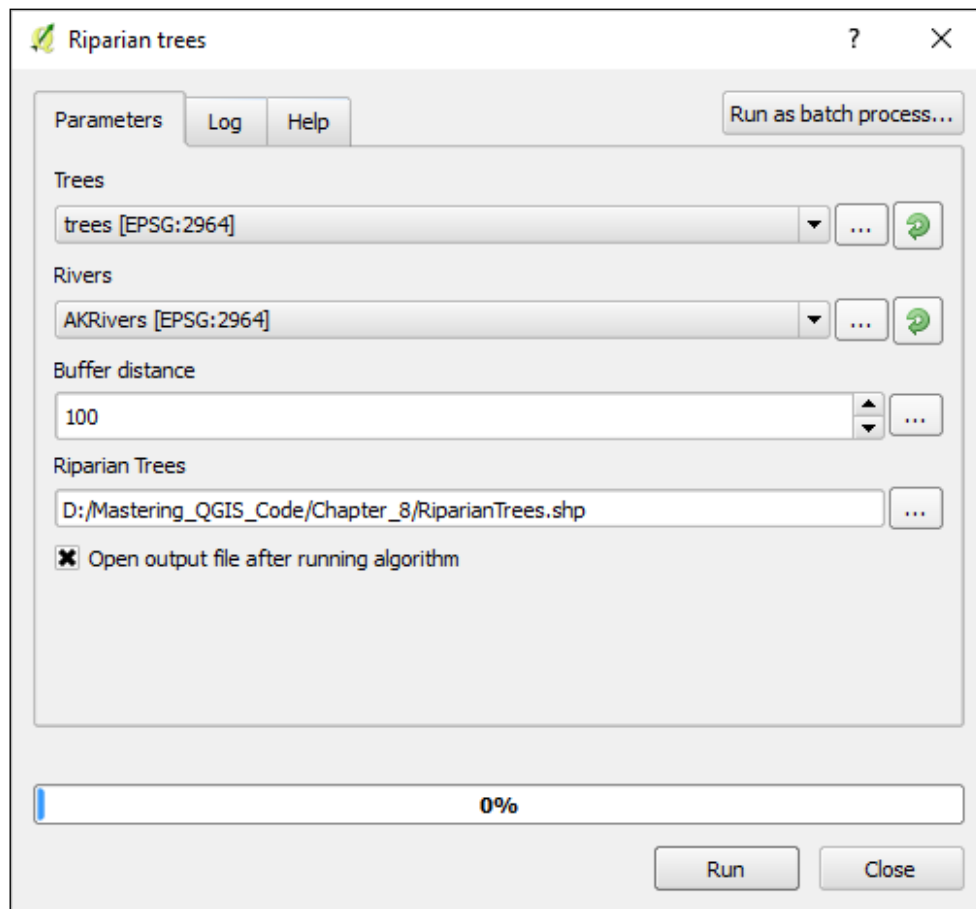 Riparian trees
?
Parameters
Log
Help
Run as batch process...
Trees
trees [EPSG:2964]
...
Rivers
AKRivers [EPSG:2964]
...
Buffer distance
100
...
Riparian Trees
D:/Mastering_QGIS_Code/Chapter_8/RiparianTrees.shp
...
Open output file after running algorithm
0%
Run
Close